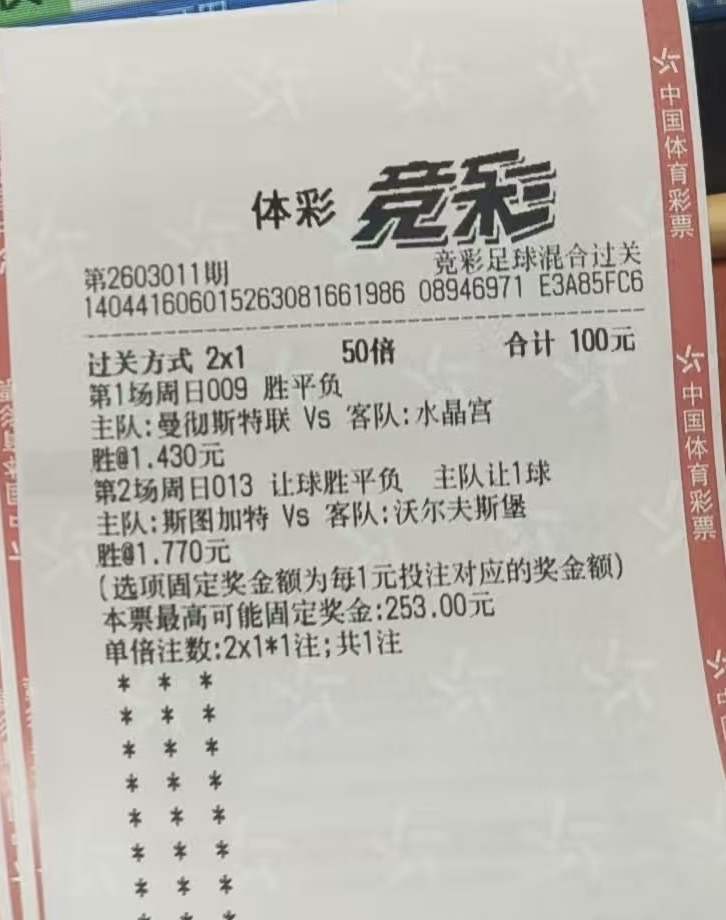 体彩 竞彩
第2603011期 竞彩足球混合过关
140441606015263081661986 08946971 E3A85FC6
过关方式 2x1 50倍 合计 100元
第1场周日009 胜平负
主队:曼彻斯特联 Vs 客队:水晶宫
胜@1.430元
第2场周日013 让球胜平负 主队让1球
主队:斯图加特 Vs 客队:沃尔夫斯堡
胜@1.770元
(选项固定奖金额为每1元投注对应的奖金额)
本票最高可能固定奖金:253.00元
单倍注数:2x1*1注;共1注
* * *
* * *
* * *
* * *
* * *
* * *
* * *
* * *
中国体育彩票
中国体育彩票